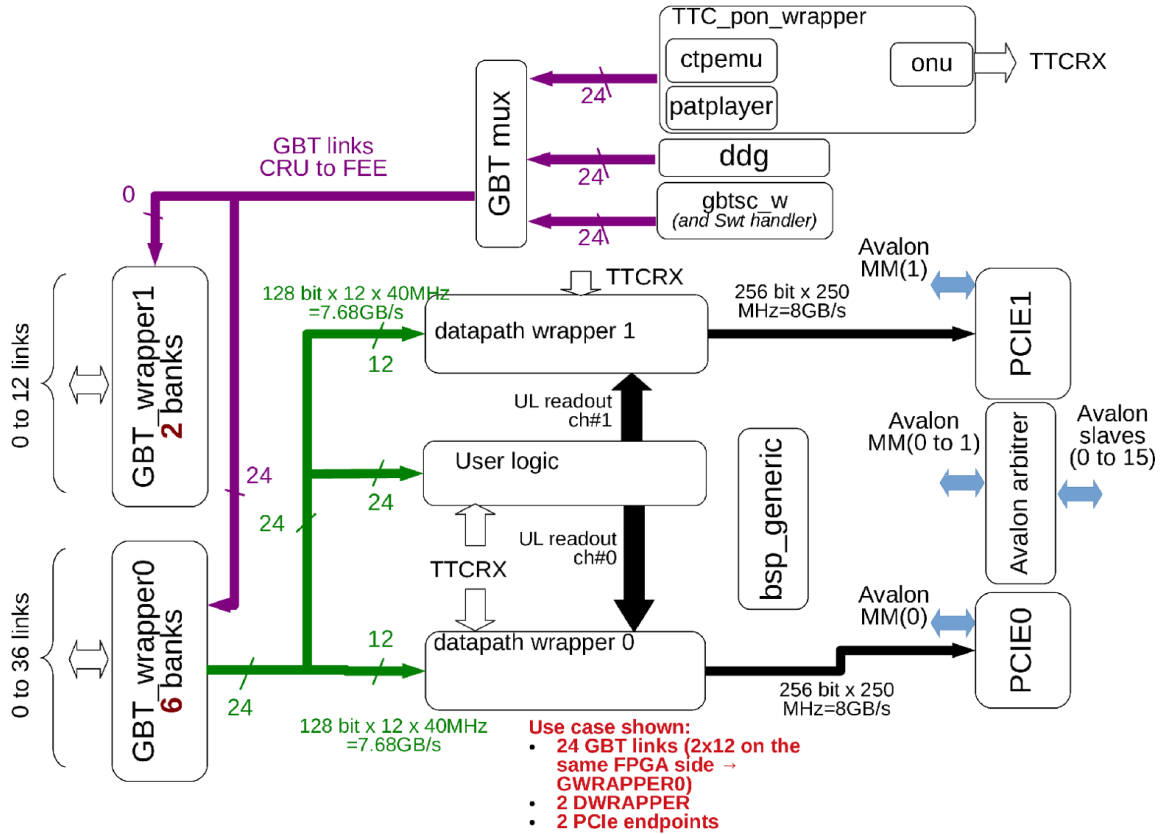 TTC_pon_wrapper
ctpemu
patplayer
onu
TTCRX
24
ddg
24
gbtsc_w
(and Swt handler)
24
GBT mux
GBT links
CRU to FEE
0
24
GBT_wrapper1
2 banks
0 to 12 links
GBT_wrapper0
6 banks
0 to 36 links
128 bit x 12 x 40MHz
=7.68GB/s
12
TTCRX
datapath wrapper 1
256 bit x 250
MHz=8GB/s
Avalon
MM(1)
PCIE1
UL readout
ch#1
User logic
24
24
bsp_generic
Avalon
MM(0 to 1)
Avalon arbitrer
Avalon
slaves
(0 to 15)
UL readout
ch#0
TTCRX
datapath wrapper 0
12
24
128 bit x 12 x 40MHz
=7.68GB/s
256 bit x 250
MHz=8GB/s
Avalon
MM(0)
PCIE0
Use case shown:
• 24 GBT links (2x12 on the
same FPGA side →
GWRAPPER0)
• 2 DWRAPPER
• 2 PCIe endpoints